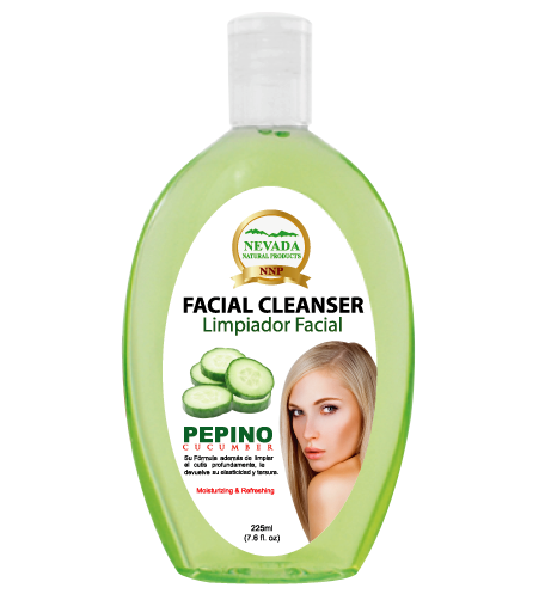 NEVADA
NATURAL PRODUCTS
NNP
FACIAL CLEANSER
Limpiador Facial
PEPINO
CUCUMBER
Su Fórmula además de limpiar
el cutis profundamente, le
devuelve su elasticidad y tersura.
Moisturizing & Refreshing
225ml
(7.6 fl. oz)